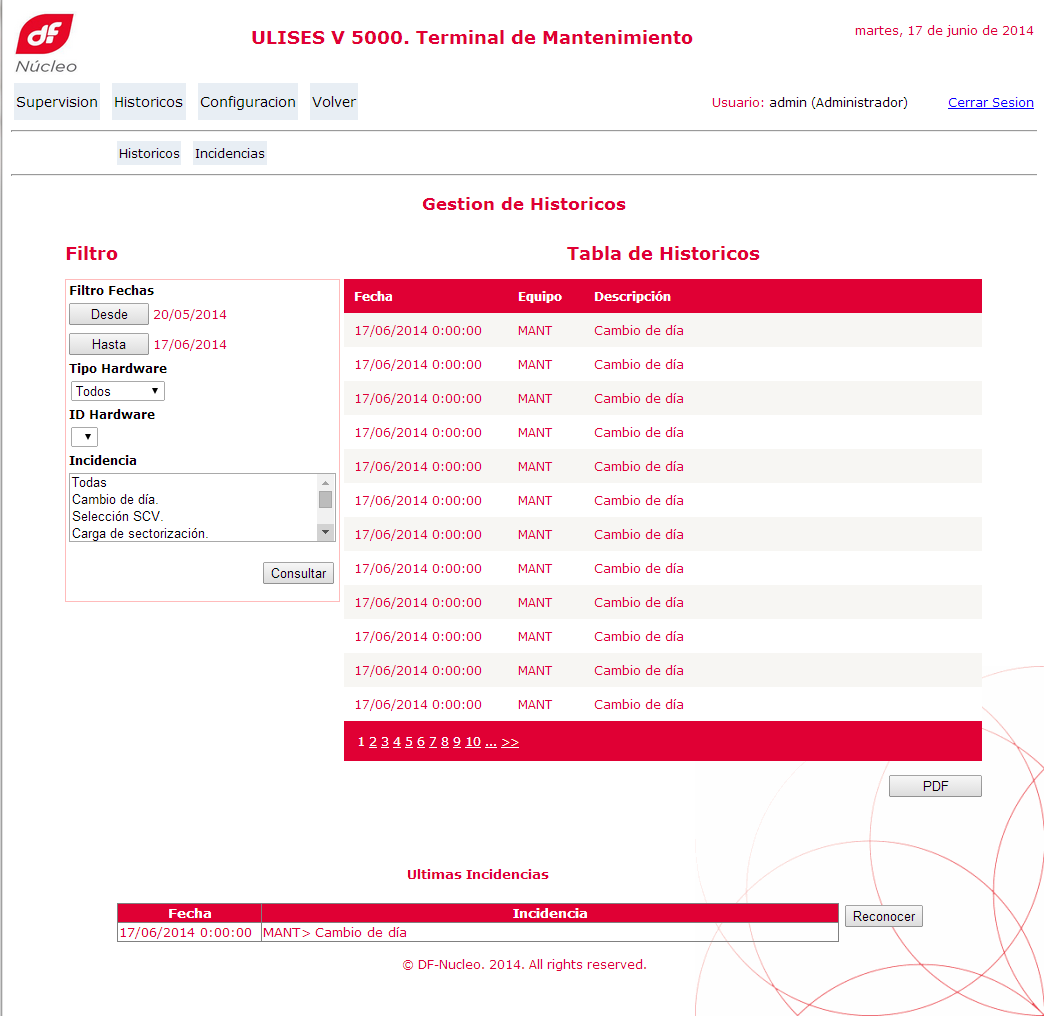 df
Núcleo
ULISES V 5000. Terminal de Mantenimiento
martes, 17 de junio de 2014
Supervision Historicos Configuracion Volver
Usuario: admin (Administrador) Cerrar Sesion
Historicos Incidencias
Gestion de Historicos
Filtro
Filtro Fechas
Desde 20/05/2014
Hasta 17/06/2014
Tipo Hardware
Todos
ID Hardware
Incidencia
Todas
Cambio de día.
Selección SCV.
Carga de sectorización.
Consultar
Tabla de Historicos
Fecha Equipo Descripción
17/06/2014 0:00:00 MANT Cambio de día
17/06/2014 0:00:00 MANT Cambio de día
17/06/2014 0:00:00 MANT Cambio de día
17/06/2014 0:00:00 MANT Cambio de día
17/06/2014 0:00:00 MANT Cambio de día
17/06/2014 0:00:00 MANT Cambio de día
17/06/2014 0:00:00 MANT Cambio de día
17/06/2014 0:00:00 MANT Cambio de día
17/06/2014 0:00:00 MANT Cambio de día
17/06/2014 0:00:00 MANT Cambio de día
17/06/2014 0:00:00 MANT Cambio de día
17/06/2014 0:00:00 MANT Cambio de día
1 2 3 4 5 6 7 8 9 10 ... >>
PDF
Ultimas Incidencias
Fecha Incidencia
17/06/2014 0:00:00 MANT> Cambio de día
Reconocer
© DF-Nucleo. 2014. All rights reserved.